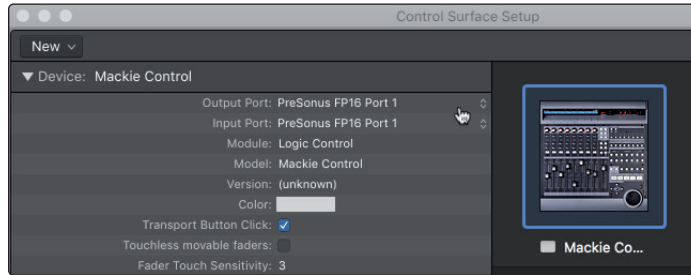 Control Surface Setup
New
Device: Mackie Control
Output Port: PreSonus FP16 Port 1
Input Port: PreSonus FP16 Port 1
Module: Logic Control
Model: Mackie Control
Version: (unknown)
Color:
Transport Button Click:
Touchless movable faders:
Fader Touch Sensitivity: 3
Mackie Co...